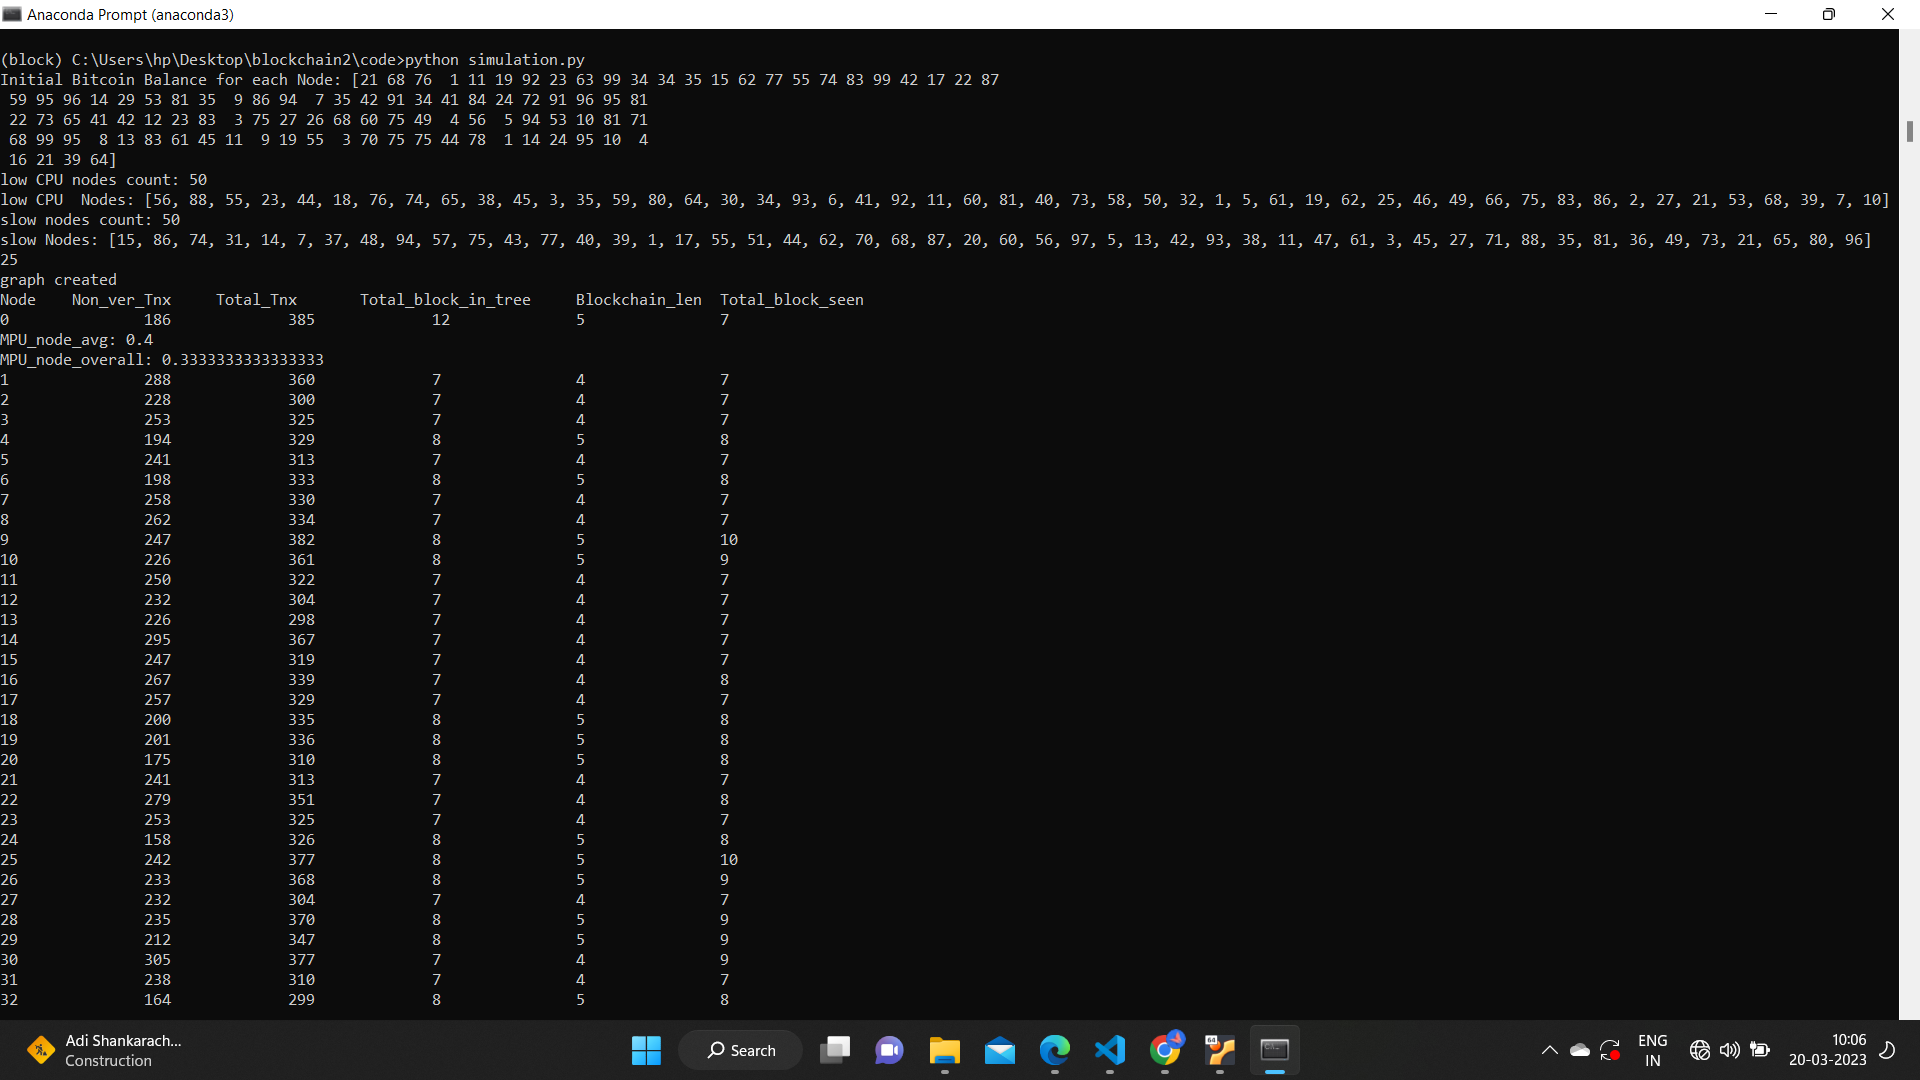 Anaconda Prompt (anaconda3)
(block) C:\Users\hp\Desktop\blockchain2\code>python simulation.py
Initial Bitcoin Balance for each Node: [21 68 76  1 11 19 92 23 63 99 34 34 35 15 62 77 55 74 83 99 42 17 22 87
 59 95 96 14 29 53 81 35  9 86 94  7 35 42 91 34 41 84 24 72 91 96 95 81
 22 73 65 41 42 12 23 83  3 75 27 26 68 60 75 49  4 56  5 94 53 10 81 71
 68 99 95  8 13 83 61 45 11  9 19 55  3 70 75 75 44 78  1 14 24 95 10  4
 16 21 39 64]
low CPU nodes count: 50
low CPU  Nodes: [56, 88, 55, 23, 44, 18, 76, 74, 65, 38, 45, 3, 35, 59, 80, 64, 30, 34, 93, 6, 41, 92, 11, 60, 81, 40, 73, 58, 50, 32, 1, 5, 61, 19, 62, 25, 46, 49, 66, 75, 83, 86, 2, 27, 21, 53, 68, 39, 7, 10]
slow nodes count: 50
slow Nodes: [15, 86, 74, 31, 14, 7, 37, 48, 94, 57, 75, 43, 77, 40, 39, 1, 17, 55, 51, 44, 62, 70, 68, 87, 20, 60, 56, 97, 5, 13, 42, 93, 38, 11, 47, 61, 3, 45, 27, 71, 88, 35, 81, 36, 49, 73, 21, 65, 80, 96]
25
graph created
Node    Non_ver_Tnx     Total_Tnx       Total_block_in_tree     Blockchain_len  Total_block_seen
0               186             385             12              5               7
MPU_node_avg: 0.4
MPU_node_overall: 0.3333333333333333
1               288             360             7               4               7
2               228             300             7               4               7
3               253             325             7               4               7
4               194             329             8               5               8
5               241             313             7               4               7
6               198             333             8               5               8
7               258             330             7               4               7
8               262             334             7               4               7
9               247             382             8               5               10
10              226             361             8               5               9
11              250             322             7               4               7
12              232             304             7               4               7
13              226             298             7               4               7
14              295             367             7               4               7
15              247             319             7               4               7
16              267             339             7               4               8
17              257             329             7               4               7
18              200             335             8               5               8
19              201             336             8               5               8
20              175             310             8               5               8
21              241             313             7               4               7
22              279             351             7               4               8
23              253             325             7               4               7
24              158             326             8               5               8
25              242             377             8               5               10
26              233             368             8               5               9
27              232             304             7               4               7
28              235             370             8               5               9
29              212             347             8               5               9
30              305             377             7               4               9
31              238             310             7               4               7
32              164             299             8               5               8
Adi Shankarach...
Construction
Search
64
ENG
IN
10:06
20-03-2023